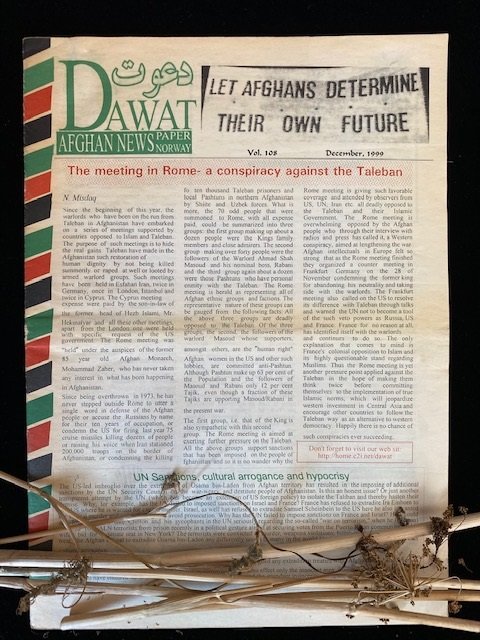 دعوت
DAWAT
AFGHAN NEWS PAPER NORWAY
LET AFGHANS DETERMINE
THEIR OWN FUTURE
Vol. 108 December, 1999
The meeting in Rome- a conspiracy against the Taleban
N. Misdaq
Since the beginning of this year, the
warlords who have been on the run from
Taleban in Afghanistan have embarked
on a series of meetings supported by
countries opposed to Islam and Taleban.
The purpose of such meetings is to hide
the real gains Taleban have made in the
Afghanistan such restoration of
human dignity by not being killed
summenly, or raped at well or looted by
armed warlord groups. Such meetings
have been held in Esfahan Iran, twice in
Germany, once in London, Istanbul and
twice in Cyprus. The Cyprus meeting
expense were paid by the son-in-law of
the former head of Hezb Islami, Mr.
Hekmatyar and all these other meetings,
apart from the London one were held
at the specific request of the
government. The Rome meeting was
"held" under the auspices of the former
85 year old Afghan Monarch,
Mohammad Zaher, who has never taken
any interest in what has been happening
in Afghanistan.
Since being overthrown in 1973, he has
never stepped outside Rome to utter a
single word in defense of the Afghan
people or accuse the Russians by name
for their ten years of occupation, or
condemn the US for firing last year 75
cruise missiles killing dozens of people
or raising his voice when Iran stationed
200,000 troops on the border of
Afghanistan, or condemning the killing
fo ten thousand Taleban prisoners and
local Pashtuns in northern Afghanistan
by Shiite and Uzbek forces. What is
more, the 70 odd people that were
summoned to Rome, with all expense
paid, could be summarized into three
groups: the first group making up about a
dozen people were the Kings family
members and close admirers. The second
group making over fifty people were the
followers of the Warlord Ahmad Shah
Masoud and his nominal boss, Rabani
and the third group again about a dozen
were those Pashtuns who have personal
enmity with the Taleban. The Rome
meeting is herald as representing all of
Afghan ethnic groups and factions. The
representative nature of these groups can
be gauged from the following facts: All
the above three groups are deadly
opposed to the Taleban. Of the three
groups, the second, the followers of the
warlord Masoud whose supporters,
amongst others, are the "human right"
Afghan women in the US and other such
lobbies, are committed anti-Pashtun.
Although Pashtun make up 63 per cent of
the Population and the followers of
Masoud and Rabani only 12 per cent
Tajik, even though a fraction of these
Tajiks are supporting Masoud/Rabani in
the present war.
The first group, i.e. that of the King is
also sympathetic with this second
group. The Rome meeting is aimed at
exerting further pressure on the Taleban.
All the above groups support sanctions
that has been imposed on the people of
Afghanistan, and so it is no wonder why the
Rome meeting is giving such favorable
coverage and attended by observers from
US, UN, Iran etc. all deadly opposed to
the Taleban and their Islamic
Government. The Rome meeting is
overwhelming opposed by the Afghan
people who through their interview with
radios and press has called it, a Western
conspiracy, aimed at lengthening the war.
Afghan intellectuals in Europe felt so
strong that as the Rome meeting finished
they organized a counter meeting in
Frankfurt Germany on the 28 of
November condemning the former king
for abandoning his neutrality and taking
side with the warlords. The Frankfurt
meeting also called on the US to resolve
its difference with Taleban through talks
and warned the UN not to become a tool
of the such veto powers as Russia, US
and France. France for no reason at all,
has identified itself with the warlords
and continues to do so. The only
explanation that comes to mind is
France's colonial opposition to Islam and
its highly questionable stand regarding
Muslims. Thus the Rome meeting is yet
another pressure point applied against the
Taleban in the hope of making them
think twice before committing
themselves to the implementation of true
Islamic norms; which will jeopardize
western investment in Central Asia and
encourage other countries to follow the
Taleban way as an alternative to western
democracy. Happily there is no chance of
such conspiracies ever succeeding.
Don't forget to visit our web si:
http://home.c2i.net/dawat
UN Sanctions, cultural arrogance and hypocrisy